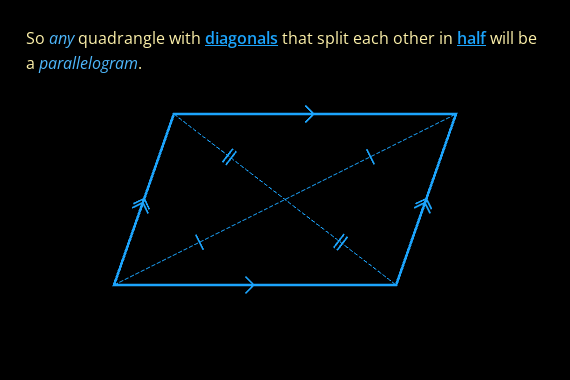 So any quadrangle with diagonals that split each other in half will be
a parallelogram.